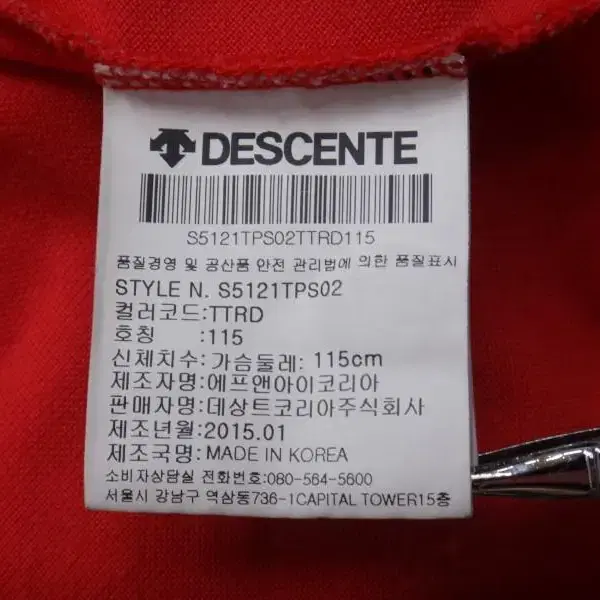 DESCENTE
S5121TPS02TTRD115
품질경영 및 공산품 안전 관리법에 의한 품질표시
STYLE N. S5121TPS02
컬러코드:TTRD
호칭 :115
신체치수:가슴둘레: 115cm
제조자명:에프앤아이코리아
판매자명:데상트코리아주식회사
제조년월:2015.01
제조국명:MADE IN KOREA
소비자상담실 전화번호:080-564-5600
서울시 강남구 역삼동736-1CAPITAL TOWER15층